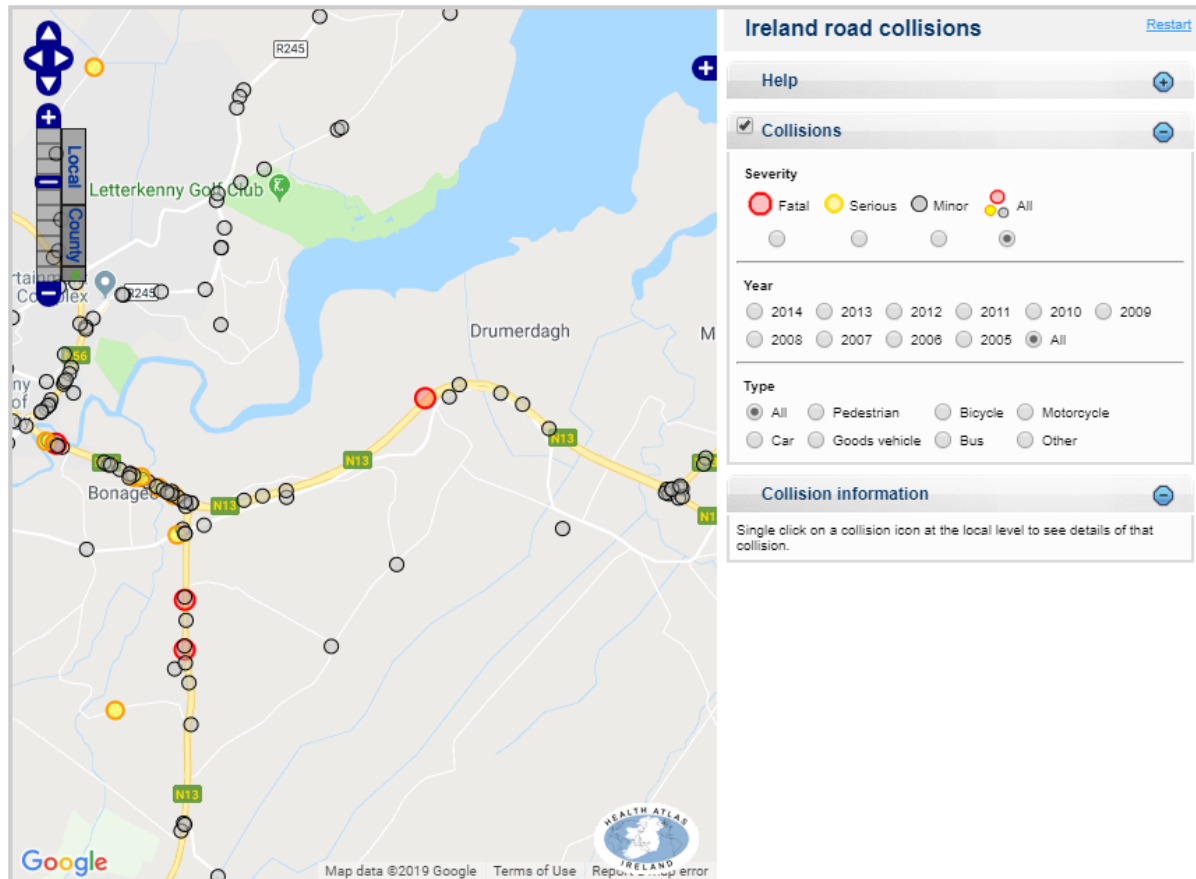 R245
Local
County
Letterkenny Golf Club
R245
N56
Drumerdagh
M
ny
of
N13
N13
N13
N1
N13
HEALTH ATLAS
IRELAND
Google
Map data ©2019 Google
Terms of Use
Ireland road collisions
Restart
Help
Collisions
Severity
Fatal Serious Minor All
Year
2014 2013 2012 2011 2010 2009
2008 2007 2006 2005 All
Type
All Pedestrian Bicycle Motorcycle
Car Goods vehicle Bus Other
Collision information
Single click on a collision icon at the local level to see details of that
collision.